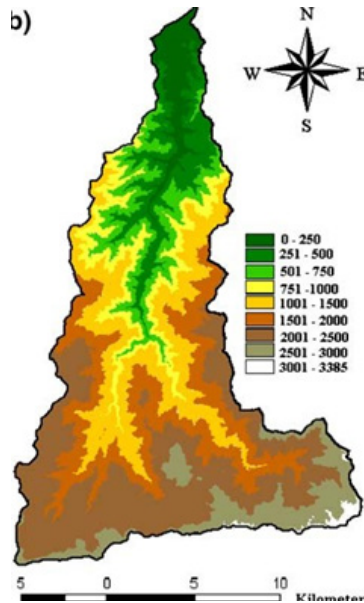 b)
N
W E
S
0 - 250
251 - 500
501 - 750
751 -1000
1001 - 1500
1501 - 2000
2001 - 2500
2501 - 3000
3001 - 3385
5 0 5 10
Kilometer